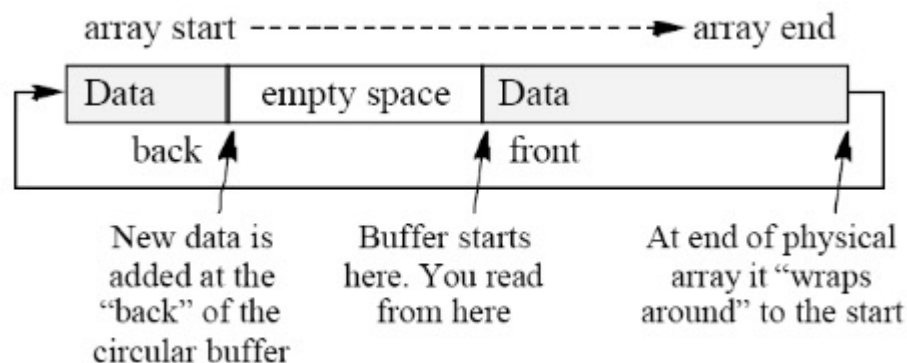 array start array end
Data empty space Data
back front
New data is
added at the
“back” of the
circular buffer
Buffer starts
here. You read
from here
At end of physical
array it “wraps
around” to the start